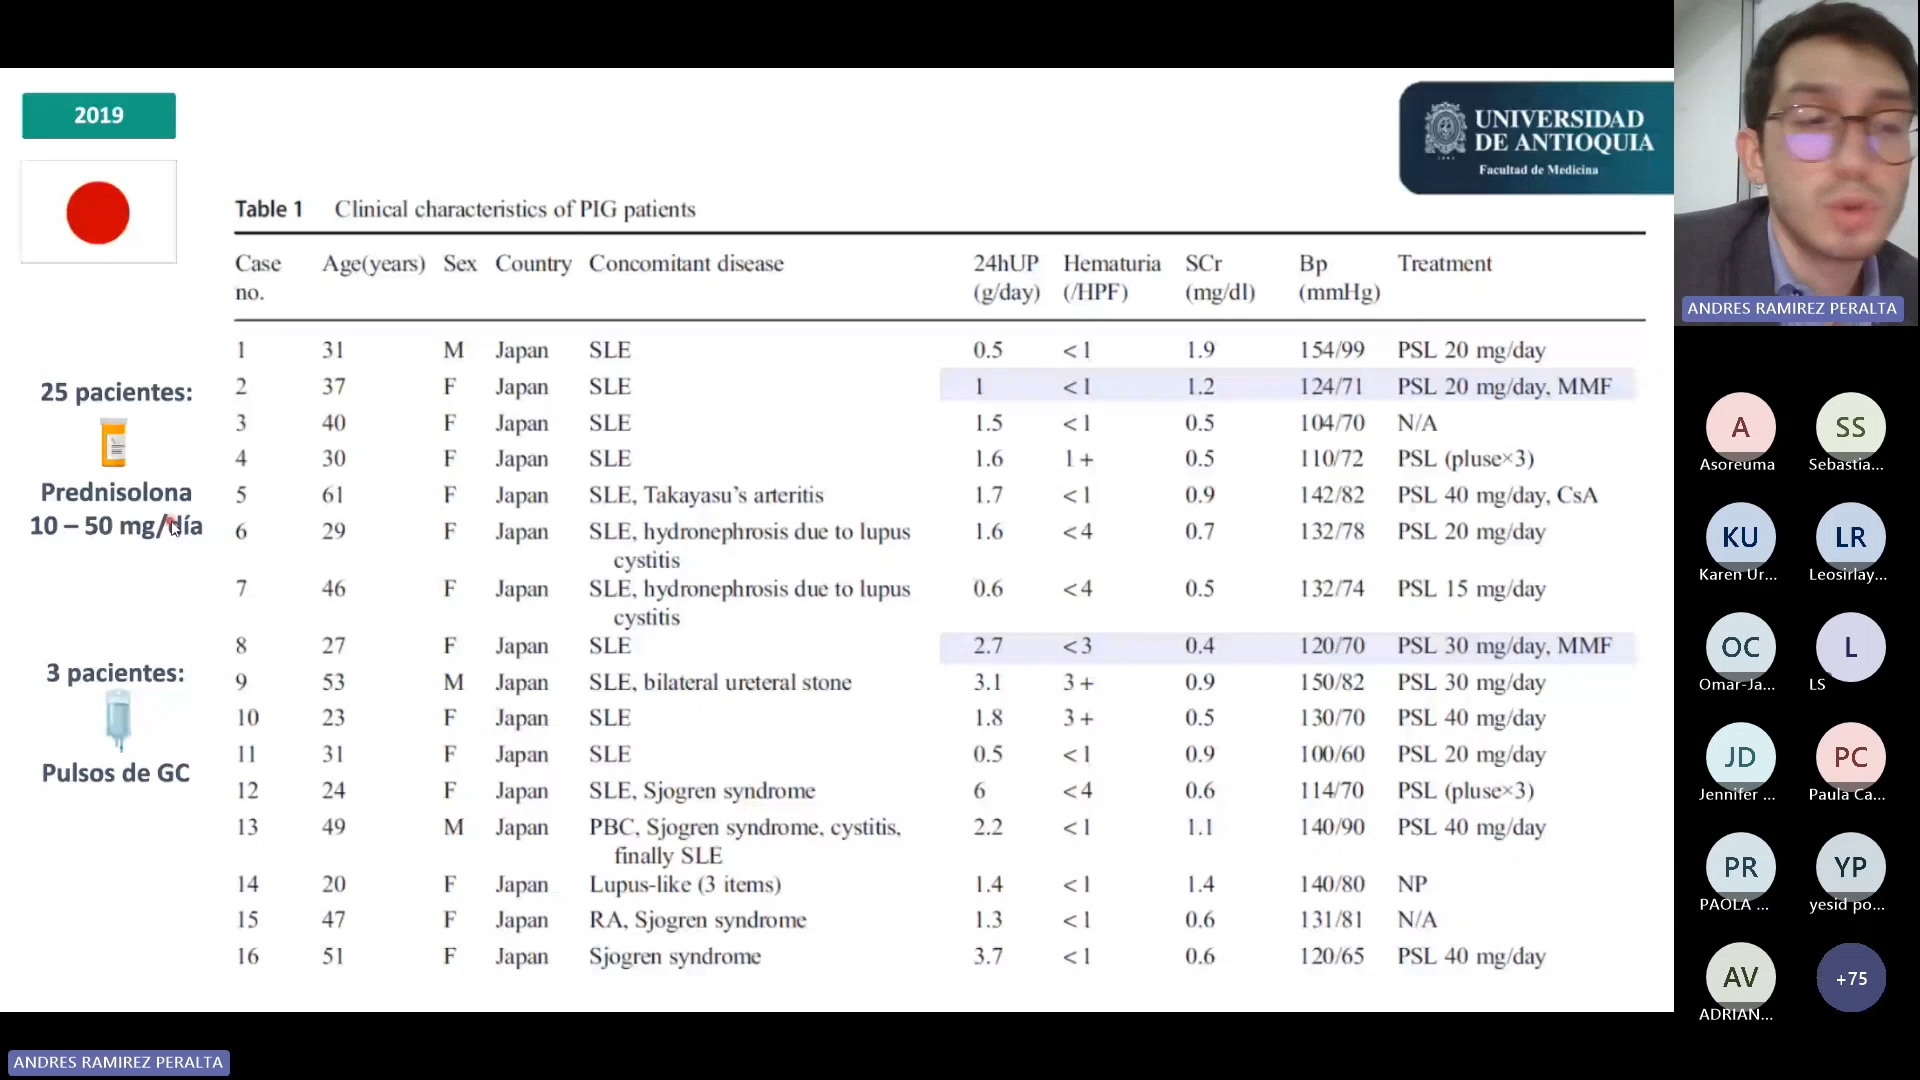 2019
UNIVERSIDAD
DE ANTIOQUIA
Facultad de Medicina
25 pacientes:
Prednisolona
10 – 50 mg/día
3 pacientes:
Pulsos de GC
Table 1 Clinical characteristics of PIG patients
Case no. Age(years) Sex Country Concomitant disease 24hUP (g/day) Hematuria (/HPF) SCr (mg/dl) Bp (mmHg) Treatment
1 31 M Japan SLE 0.5 <1 1.9 154/99 PSL 20 mg/day
2 37 F Japan SLE 1 <1 1.2 124/71 PSL 20 mg/day, MMF
3 40 F Japan SLE 1.5 <1 0.5 104/70 N/A
4 30 F Japan SLE 1.6 1+ 0.5 110/72 PSL (pluse×3)
5 61 F Japan SLE, Takayasu's arteritis 1.7 <1 0.9 142/82 PSL 40 mg/day, CsA
6 29 F Japan SLE, hydronephrosis due to lupus 1.6 <4 0.7 132/78 PSL 20 mg/day
cystitis
7 46 F Japan SLE, hydronephrosis due to lupus 0.6 <4 0.5 132/74 PSL 15 mg/day
cystitis
8 27 F Japan SLE 2.7 <3 0.4 120/70 PSL 30 mg/day, MMF
9 53 M Japan SLE, bilateral ureteral stone 3.1 3+ 0.9 150/82 PSL 30 mg/day
10 23 F Japan SLE 1.8 3+ 0.5 130/70 PSL 40 mg/day
11 31 F Japan SLE 0.5 <1 0.9 100/60 PSL 20 mg/day
12 24 F Japan SLE, Sjogren syndrome 6 <4 0.6 114/70 PSL (pluse×3)
13 49 M Japan PBC, Sjogren syndrome, cystitis, 2.2 <1 1.1 140/90 PSL 40 mg/day
finally SLE
14 20 F Japan Lupus-like (3 items) 1.4 <1 1.4 140/80 NP
15 47 F Japan RA, Sjogren syndrome 1.3 <1 0.6 131/81 N/A
16 51 F Japan Sjogren syndrome 3.7 <1 0.6 120/65 PSL 40 mg/day
ANDRES RAMIREZ PERALTA
A SS
Asoreuma Sebastia...
KU LR
Karen Ur... Leosirlay...
OC L
Omar-Ja... LS
JD PC
Jennifer ... Paula Ca...
PR YP
PAOLA ... yesid po...
AV +75
ADRIAN...
ANDRES RAMIREZ PERALTA